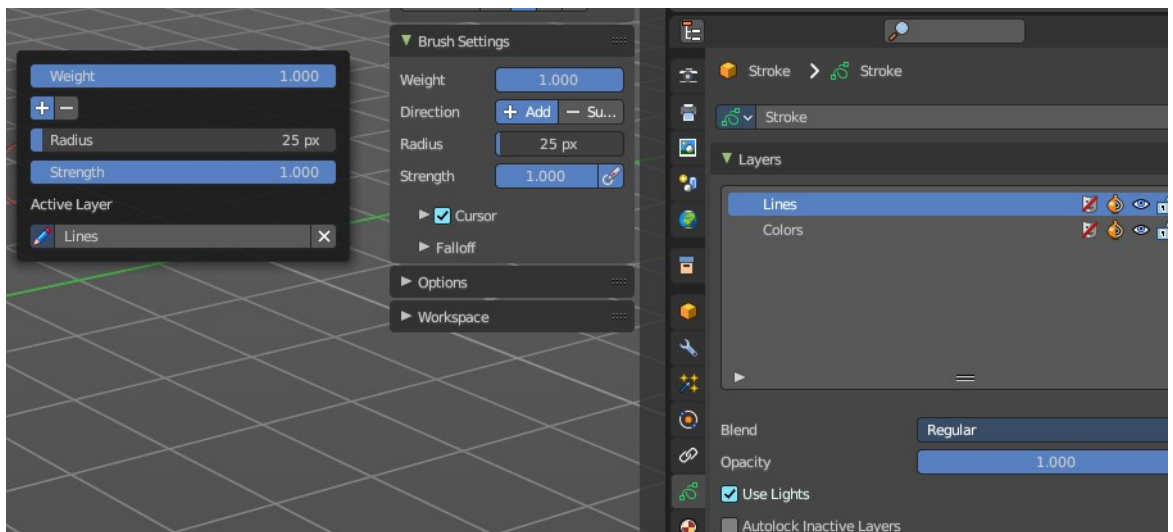 Weight 1.000
Radius 25 px
Strength 1.000
Active Layer
Lines
Brush Settings
Weight 1.000
Direction Add Su...
Radius 25 px
Strength 1.000
Cursor
Falloff
Options
Workspace
Stroke Stroke
Stroke
Layers
Lines
Colors
Blend Regular
Opacity 1.000
Use Lights
Autolock Inactive Layers